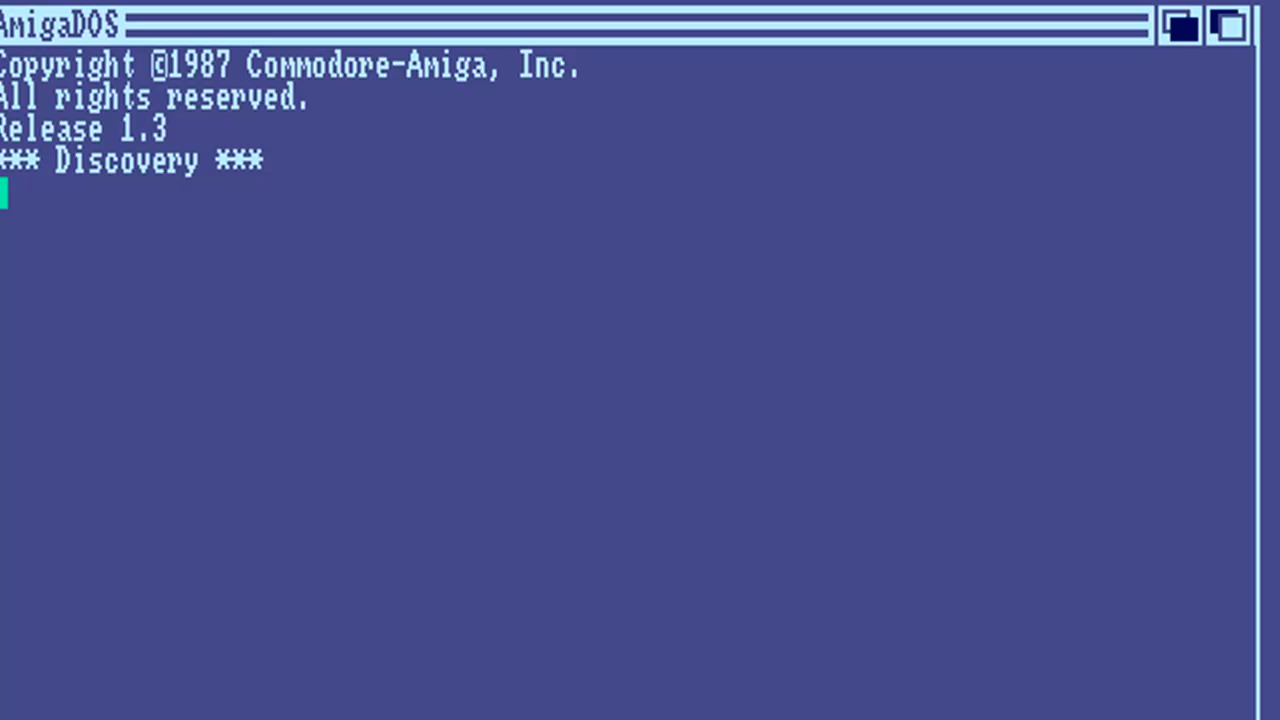 AmigaDOS
Copyright ©1987 Commodore-Amiga, Inc.
All rights reserved.
Release 1.3
*** Discovery ***